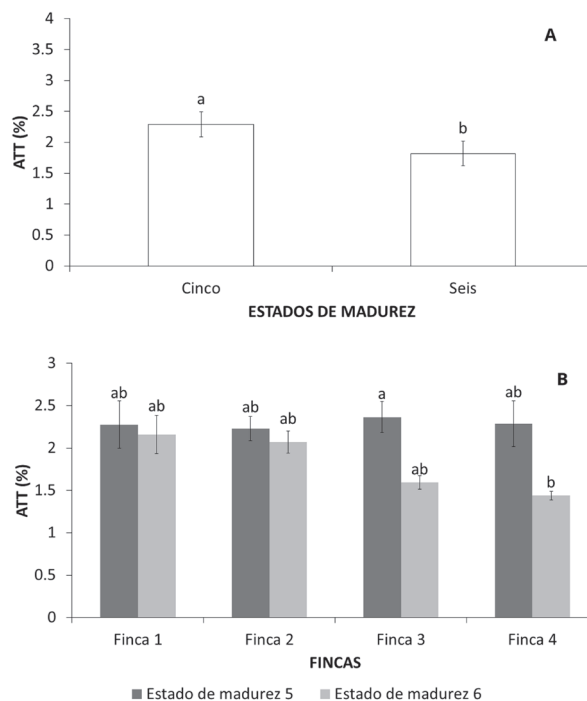 4
A
3.5
3
a
2.5
b
2
1.5
1
0.5
0
ATT (%)
Cinco Seis
ESTADOS DE MADUREZ
3
B
2.5
2
1.5
1
0.5
0
ATT (%)
ab ab ab ab a ab ab b
Finca 1 Finca 2 Finca 3 Finca 4
FINCAS
Estado de madurez 5 Estado de madurez 6